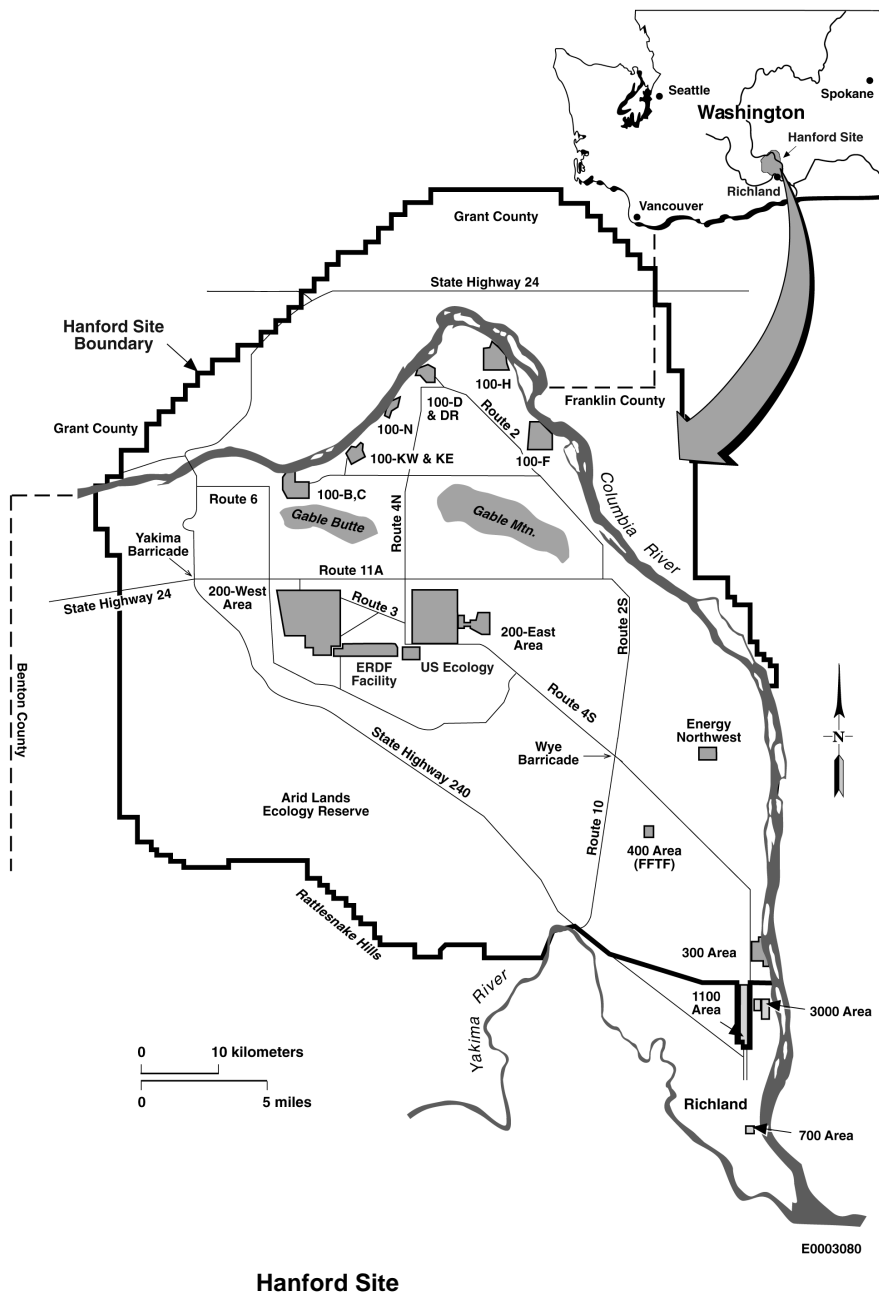 Seattle
Spokane
Washington
Hanford Site
Richland
Vancouver
Grant County
State Highway 24
Hanford Site
Boundary
100-H
Franklin County
100-D
& DR
Route 2
Grant County
100-N
100-F
100-KW & KE
Columbia River
Route 6
100-B,C
Route 4N
Gable Butte
Gable Mtn.
Yakima
Barricade
Route 11A
State Highway 24
200-West
Area
Route 3
200-East
Area
Route 2S
ERDF
Facility
US Ecology
Benton County
Route 4S
Energy
Northwest
N
State Highway 240
Wye
Barricade
Arid Lands
Ecology Reserve
Route 10
400 Area
(FFTF)
Rattlesnake Hills
300 Area
Yakima River
1100
Area
3000 Area
0 10 kilometers
0 5 miles
Richland
700 Area
E0003080
Hanford Site